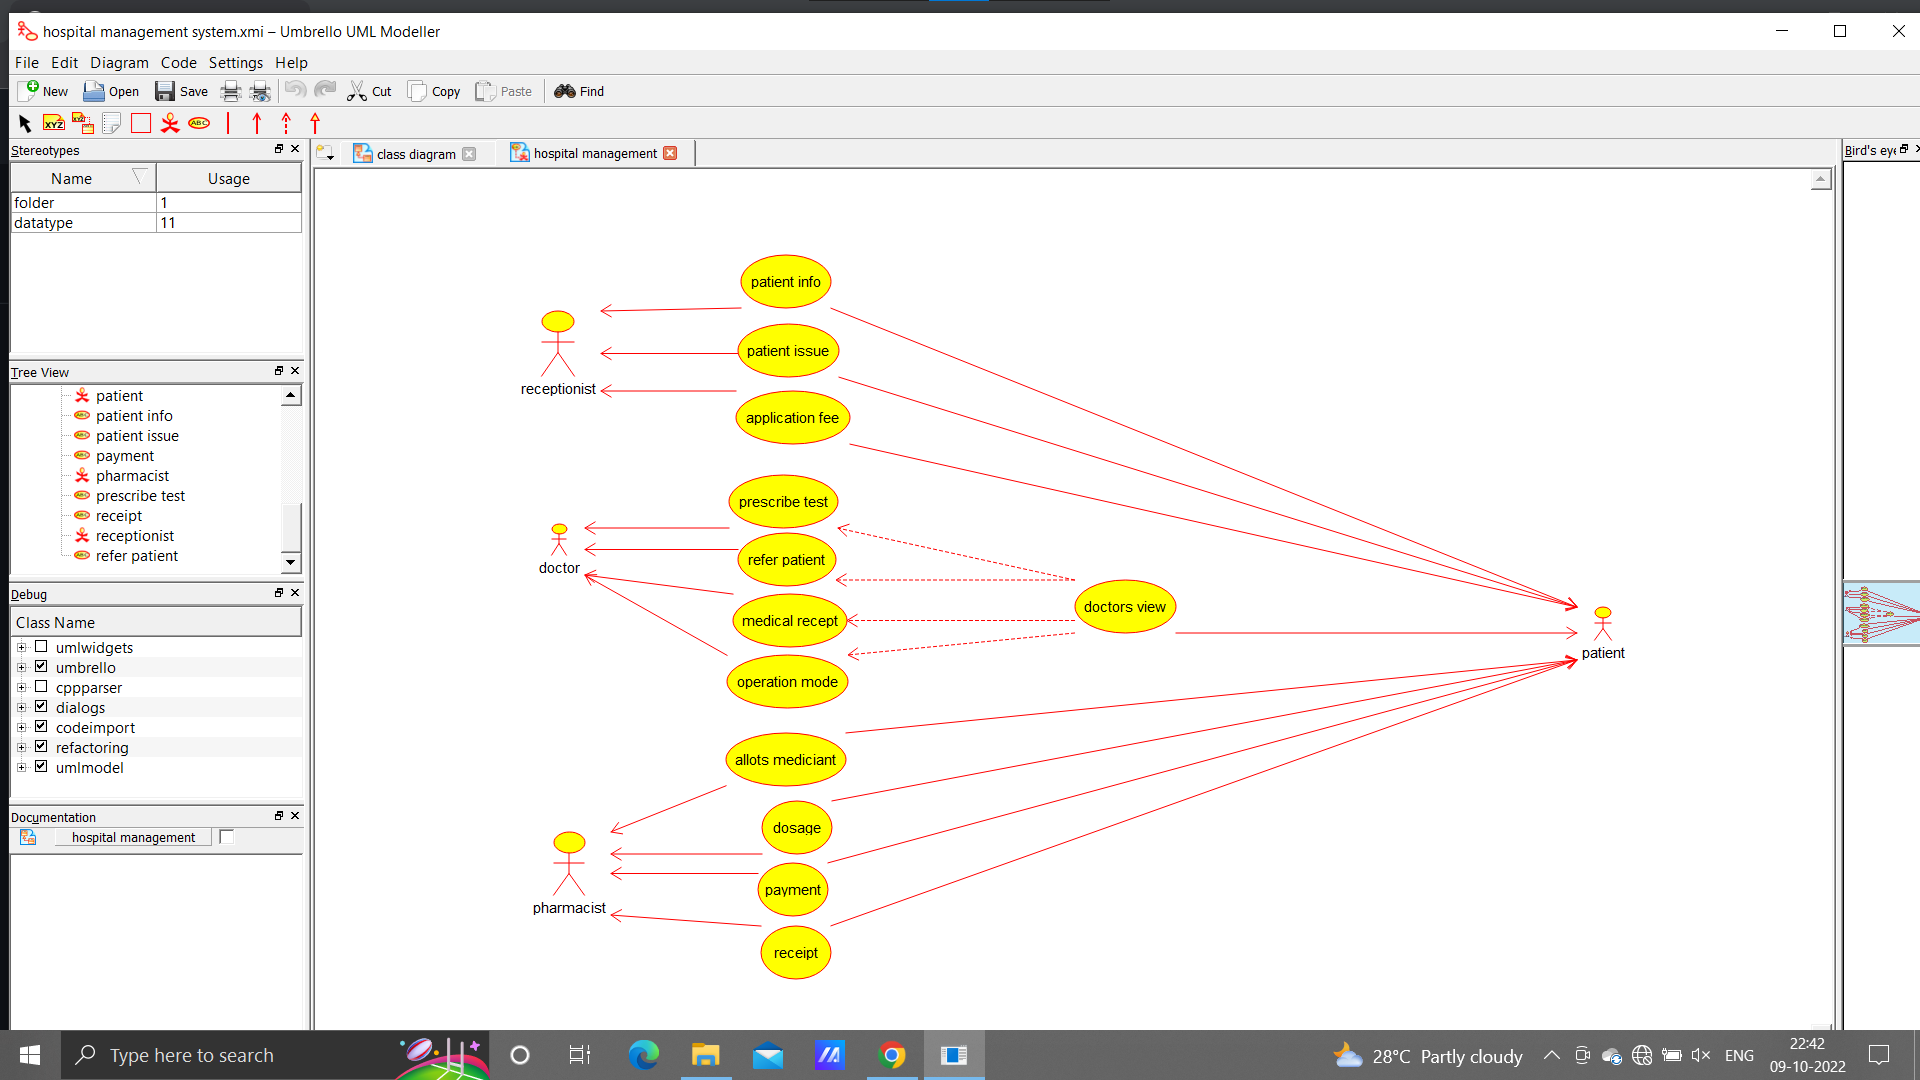 hospital management system.xmi – Umbrello UML Modeller
File Edit Diagram Code Settings Help
New Open Save Cut Copy Paste Find
XYZ XYZ ABC
Stereotypes
class diagram
hospital management
Bird's eye
Name Usage
folder 1
datatype 11
Tree View
patient
patient info
patient issue
payment
pharmacist
prescribe test
receipt
receptionist
refer patient
Debug
Class Name
umlwidgets
umbrello
cppparser
dialogs
codeimport
refactoring
umlmodel
Documentation
hospital management
patient info
patient issue
receptionist
application fee
prescribe test
refer patient
doctor
medical recept
doctors view
operation mode
patient
allots mediciant
dosage
payment
pharmacist
receipt
Type here to search
28°C Partly cloudy
ENG
22:42
09-10-2022